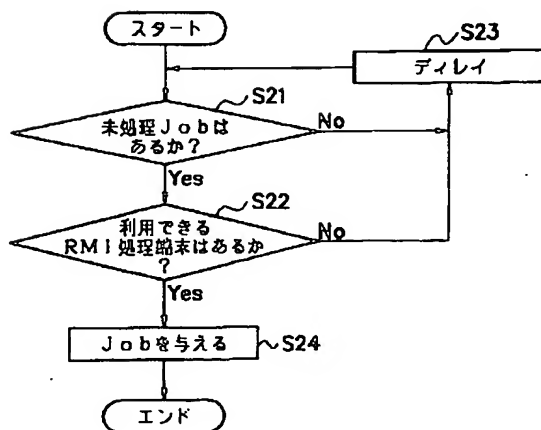 スタート
S23
ディレイ
S21
未処理Jobは
あるか?
No
Yes
S22
利用できる
RMI処理端末はあるか
?
No
Yes
Jobを与える
S24
エンド